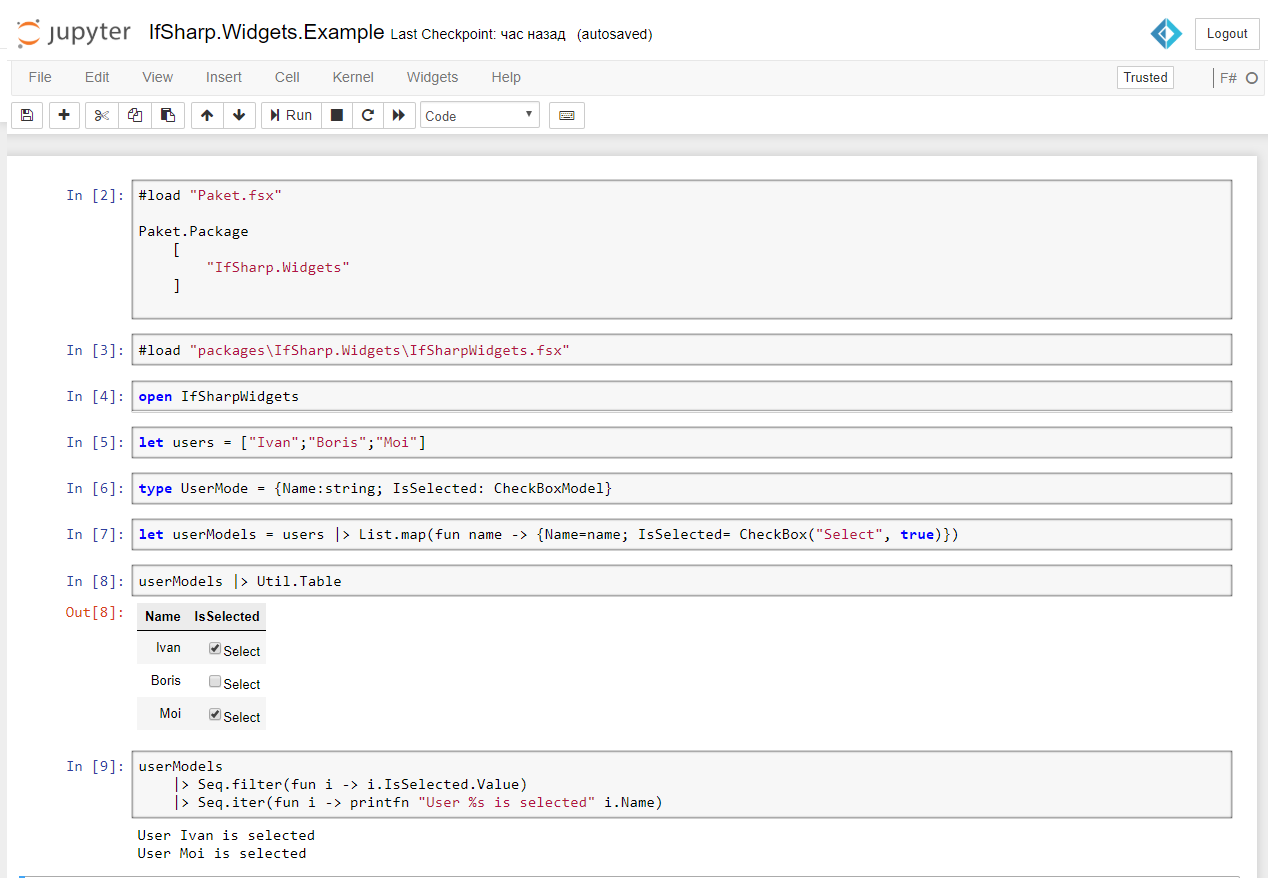 jupyter IfSharp.Widgets.Example Last Checkpoint: час назад (autosaved) Logout
File Edit View Insert Cell Kernel Widgets Help Trusted F#
Run Code
In [2]: #load "Paket.fsx"
Paket.Package
[
"IfSharp.Widgets"
]
In [3]: #load "packages\IfSharp.Widgets\IfSharpWidgets.fsx"
In [4]: open IfSharpWidgets
In [5]: let users = ["Ivan";"Boris";"Moi"]
In [6]: type UserMode = {Name:string; IsSelected: CheckBoxModel}
In [7]: let userModels = users |> List.map(fun name -> {Name=name; IsSelected= CheckBox("Select", true)})
In [8]: userModels |> Util.Table
Out[8]: Name IsSelected
Ivan Select
Boris Select
Moi Select
In [9]: userModels
|> Seq.filter(fun i -> i.IsSelected.Value)
|> Seq.iter(fun i -> printfn "User %s is selected" i.Name)
User Ivan is selected
User Moi is selected